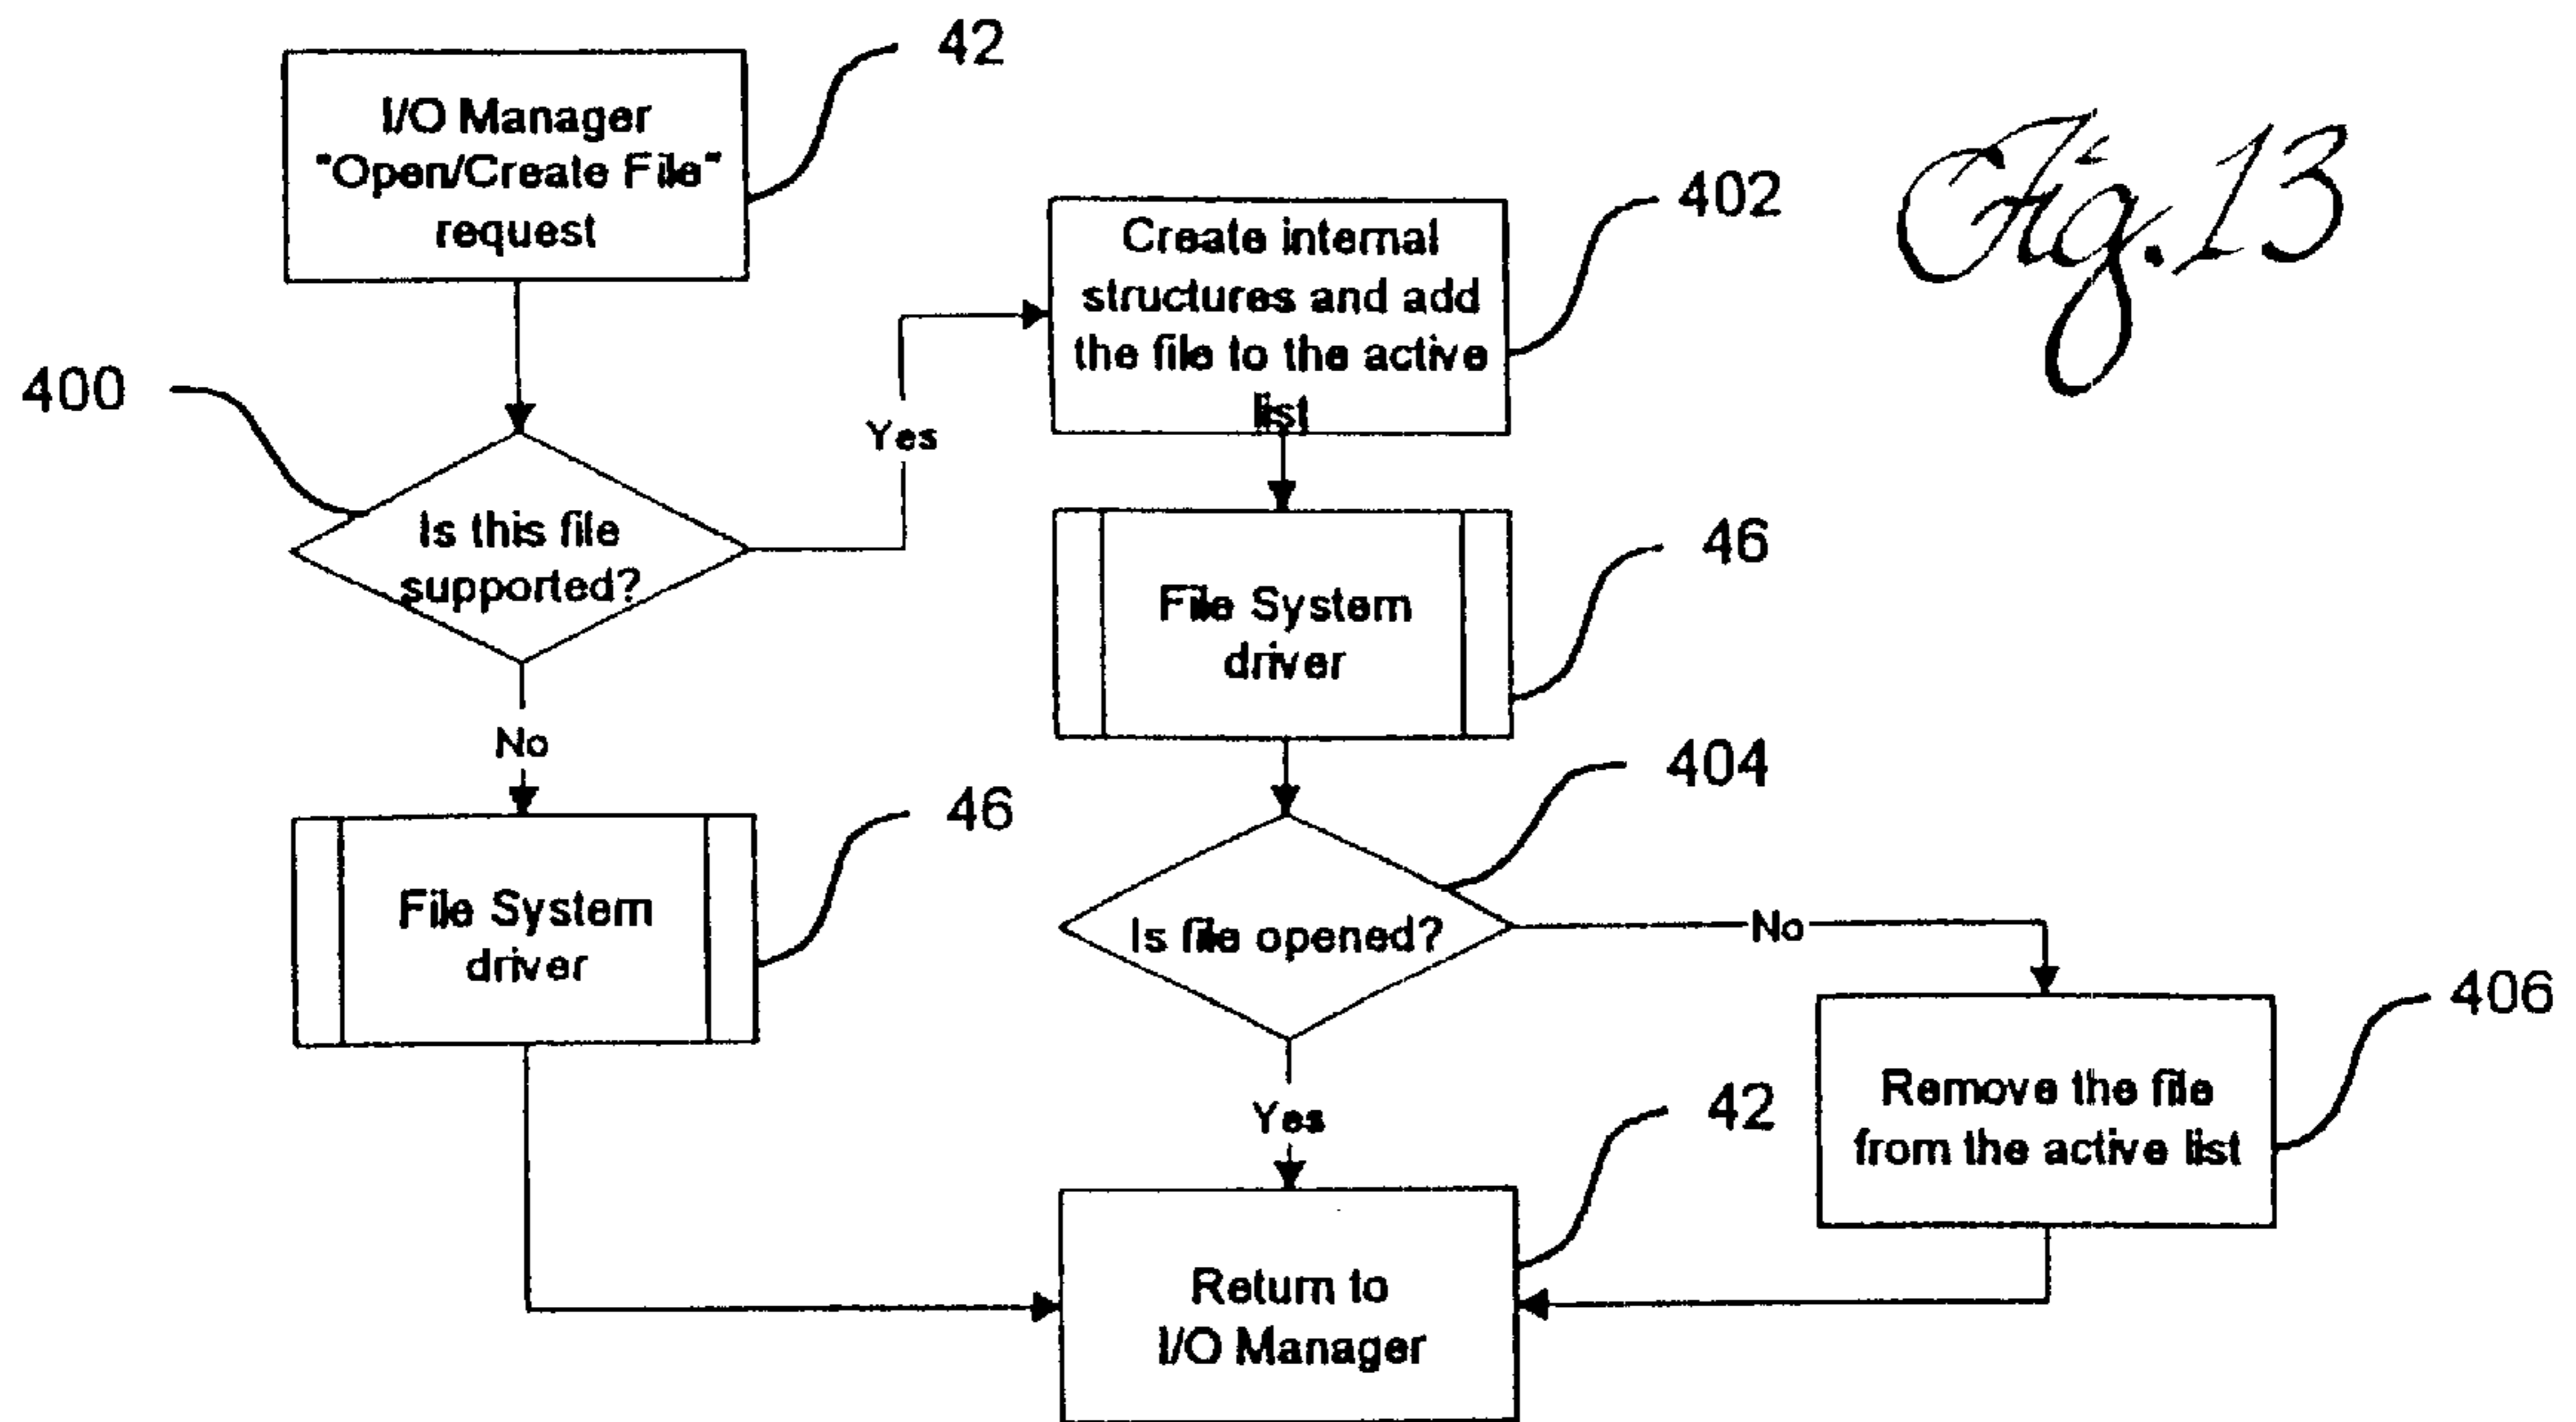 42
I/O Manager
"Open/Create File"
request
Fig. 13
402
Create internal
structures and add
the file to the active
list
400
Yes
Is this file
supported?
46
File System
driver
No
404
46
File System
driver
Is file opened?
No
406
Remove the file
from the active list
Yes
42
Return to
I/O Manager